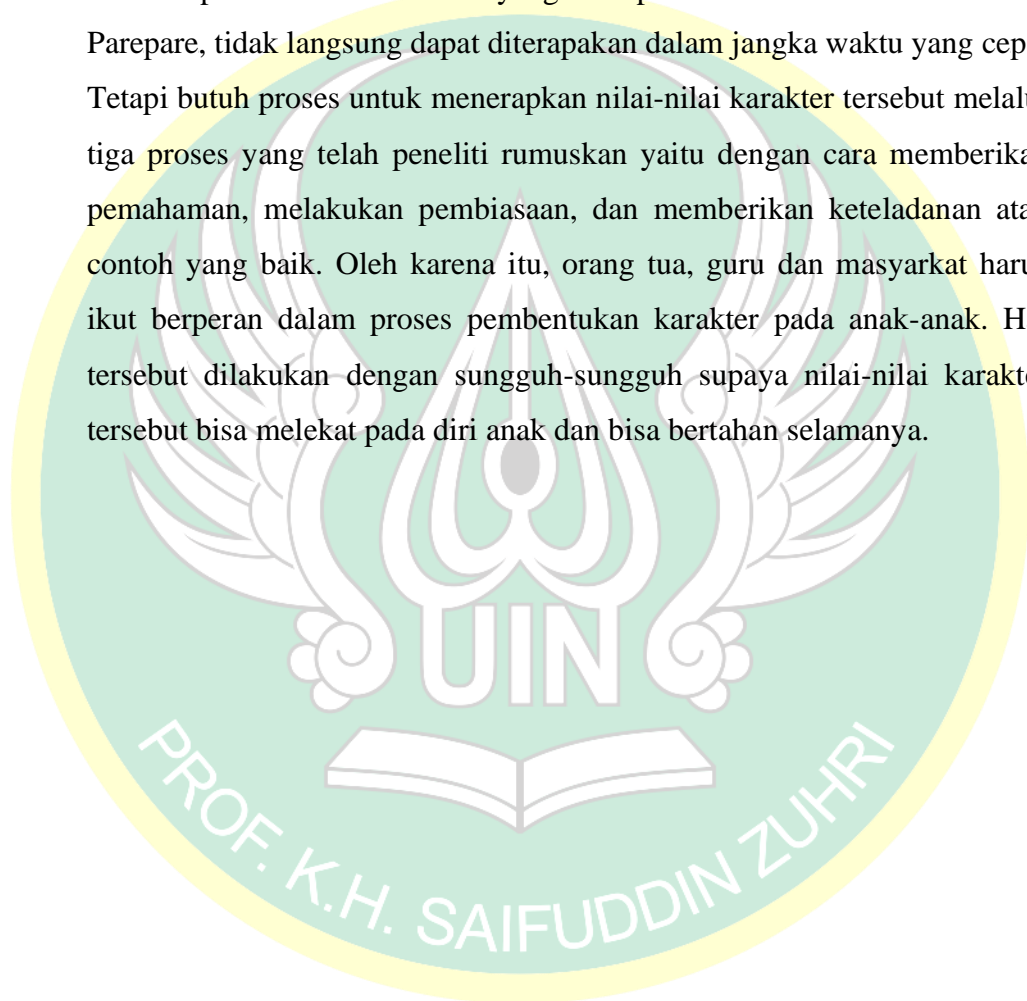 Parepare, tidak langsung dapat diterapakan dalam jangka waktu yang cep
Tetapi butuh proses untuk menerapkan nilai-nilai karakter tersebut melal
tiga proses yang telah peneliti rumuskan yaitu dengan cara memberika
pemahaman, melakukan pembiasaan, dan memberikan keteladanan ata
contoh yang baik. Oleh karena itu, orang tua, guru dan masyarkat haru
ikut berperan dalam proses pembentukan karakter pada anak-anak. H
tersebut dilakukan dengan sungguh-sungguh supaya nilai-nilai karakt
tersebut bisa melekat pada diri anak dan bisa bertahan selamanya.
UIN
PROF. K.H. SAIFUDDIN ZUHRI